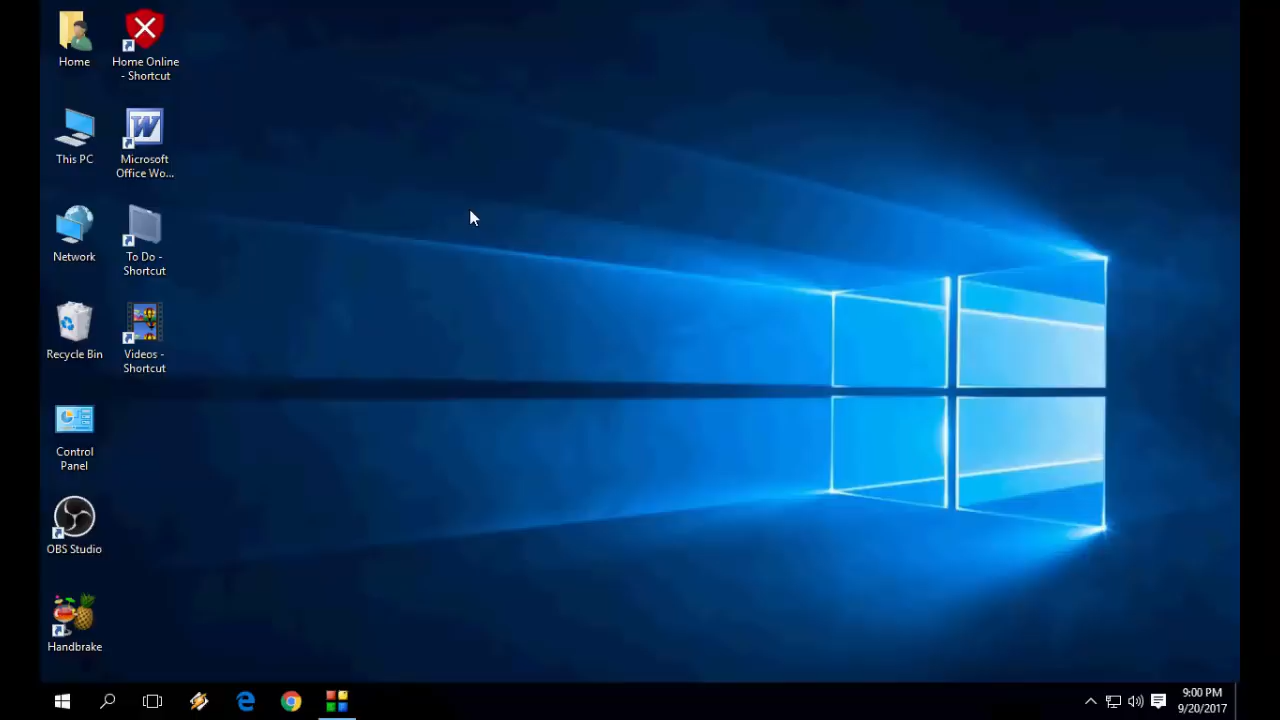 Home
Home Online
- Shortcut
This PC
Microsoft
Office Wo...
Network
To Do -
Shortcut
Recycle Bin
Videos -
Shortcut
Control
Panel
OBS Studio
Handbrake
9:00 PM
9/20/2017